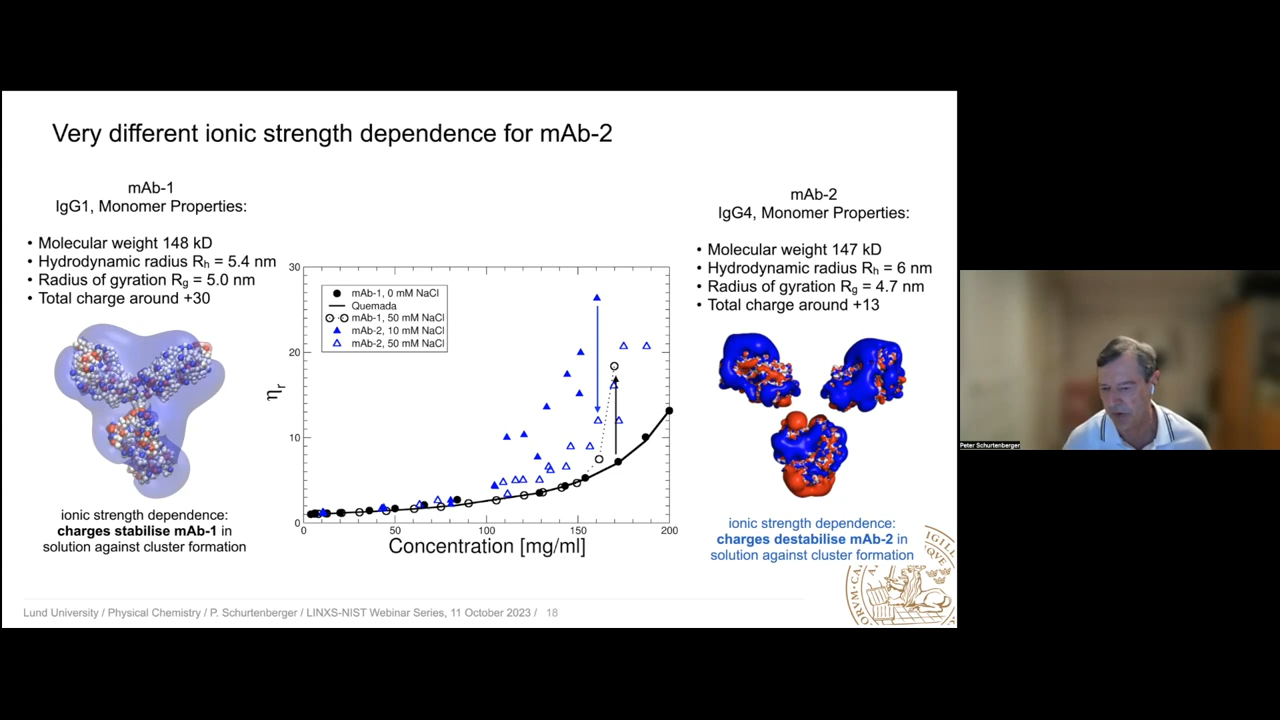 Very different ionic strength dependence for mAb-2
mAb-1
IgG1, Monomer Properties:
• Molecular weight 148 kD
• Hydrodynamic radius Rₕ = 5.4 nm
• Radius of gyration R₉ = 5.0 nm
• Total charge around +30
ionic strength dependence:
charges stabilise mAb-1 in
solution against cluster formation
30
20
10
0
ηr
mAb-1, 0 mM NaCl
Quemada
mAb-1, 50 mM NaCl
mAb-2, 10 mM NaCl
mAb-2, 50 mM NaCl
0 50 100 150 200
Concentration [mg/ml]
mAb-2
IgG4, Monomer Properties:
• Molecular weight 147 kD
• Hydrodynamic radius Rₕ = 6 nm
• Radius of gyration R₉ = 4.7 nm
• Total charge around +13
ionic strength dependence:
charges destabilise mAb-2 in
solution against cluster formation
Lund University / Physical Chemistry / P. Schurtenberger / LINXS-NIST Webinar Series, 11 October 2023 / 18
Peter Schurtenberger